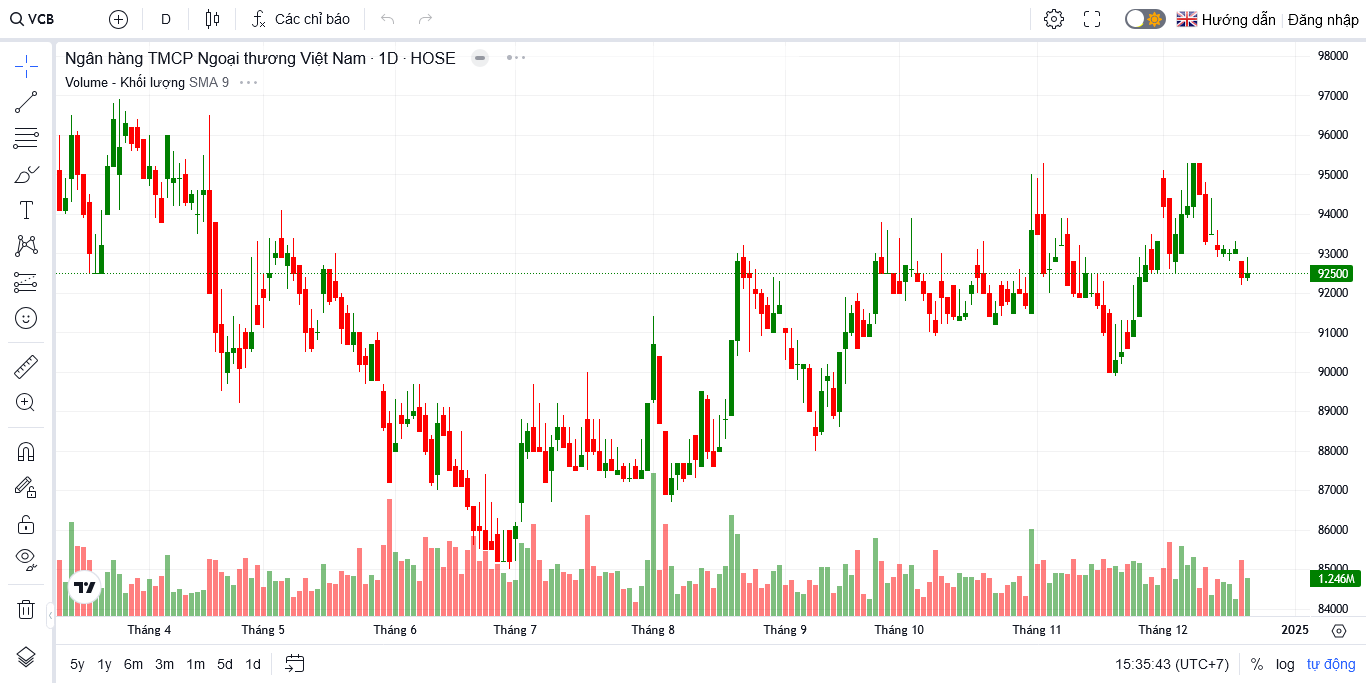 VCB D Các chỉ báo Hướng dẫn Đăng nhập
Ngân hàng TMCP Ngoại thương Việt Nam · 1D · HOSE
Volume - Khối lượng SMA 9
98000
97000
96000
95000
94000
93000
92500
92000
91000
90000
89000
88000
87000
86000
85000
1.246M
84000
Tháng 4 Tháng 5 Tháng 6 Tháng 7 Tháng 8 Tháng 9 Tháng 10 Tháng 11 Tháng 12 2025
5y 1y 6m 3m 1m 5d 1d 15:35:43 (UTC+7) % log tự động